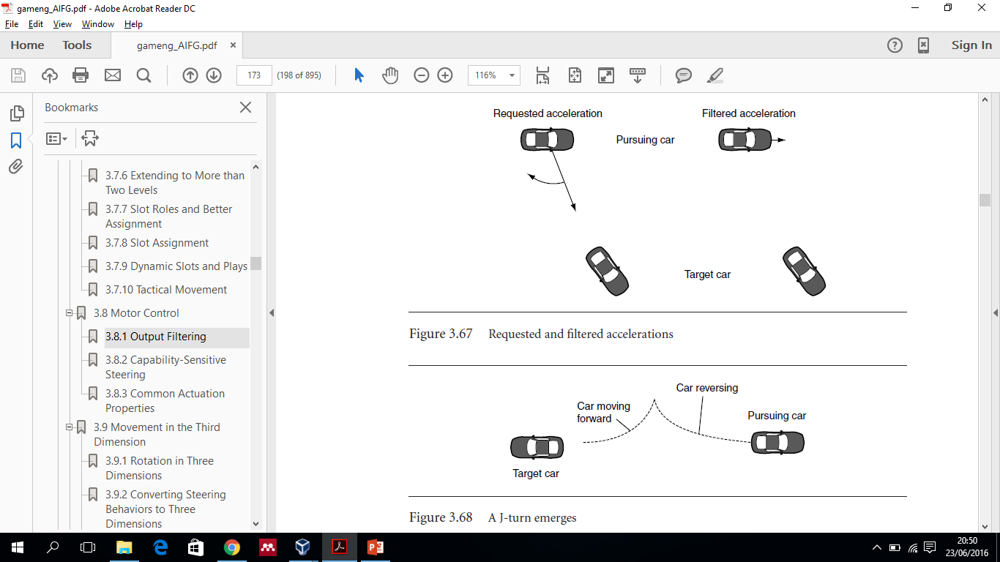 gameng_AIFG.pdf - Adobe Acrobat Reader DC
File Edit View Window Help
Home Tools gameng_AIFG.pdf × Sign In
173 (198 of 895) 116%
Bookmarks
3.7.6 Extending to More than
Two Levels
3.7.7 Slot Roles and Better
Assignment
3.7.8 Slot Assignment
3.7.9 Dynamic Slots and Plays
3.7.10 Tactical Movement
3.8 Motor Control
3.8.1 Output Filtering
3.8.2 Capability-Sensitive
Steering
3.8.3 Common Actuation
Properties
3.9 Movement in the Third
Dimension
3.9.1 Rotation in Three
Dimensions
3.9.2 Converting Steering
Behaviors to Three
Dimensions
Requested acceleration
Filtered acceleration
Pursuing car
Target car
Figure 3.67 Requested and filtered accelerations
Car reversing
Car moving
forward
Pursuing car
Target car
Figure 3.68 A J-turn emerges
20:50
23/06/2016